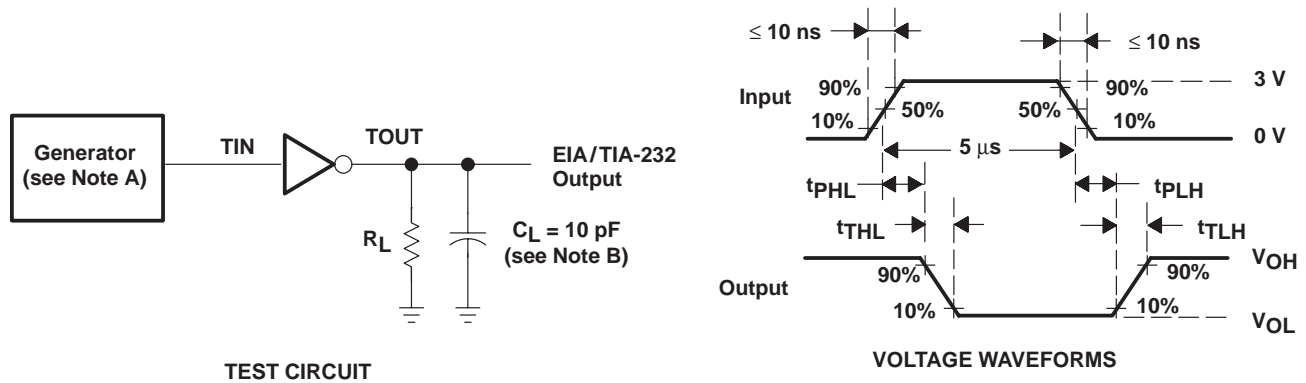 Generator
(see Note A)
TIN
TOUT
EIA/TIA-232
Output
RL
CL = 10 pF
(see Note B)
TEST CIRCUIT
≤ 10 ns
≤ 10 ns
Input
90%
50%
10%
50%
90%
10%
3 V
0 V
5 μs
tPHL
tPLH
tTHL
tTLH
Output
90%
10%
90%
10%
VOH
VOL
VOLTAGE WAVEFORMS